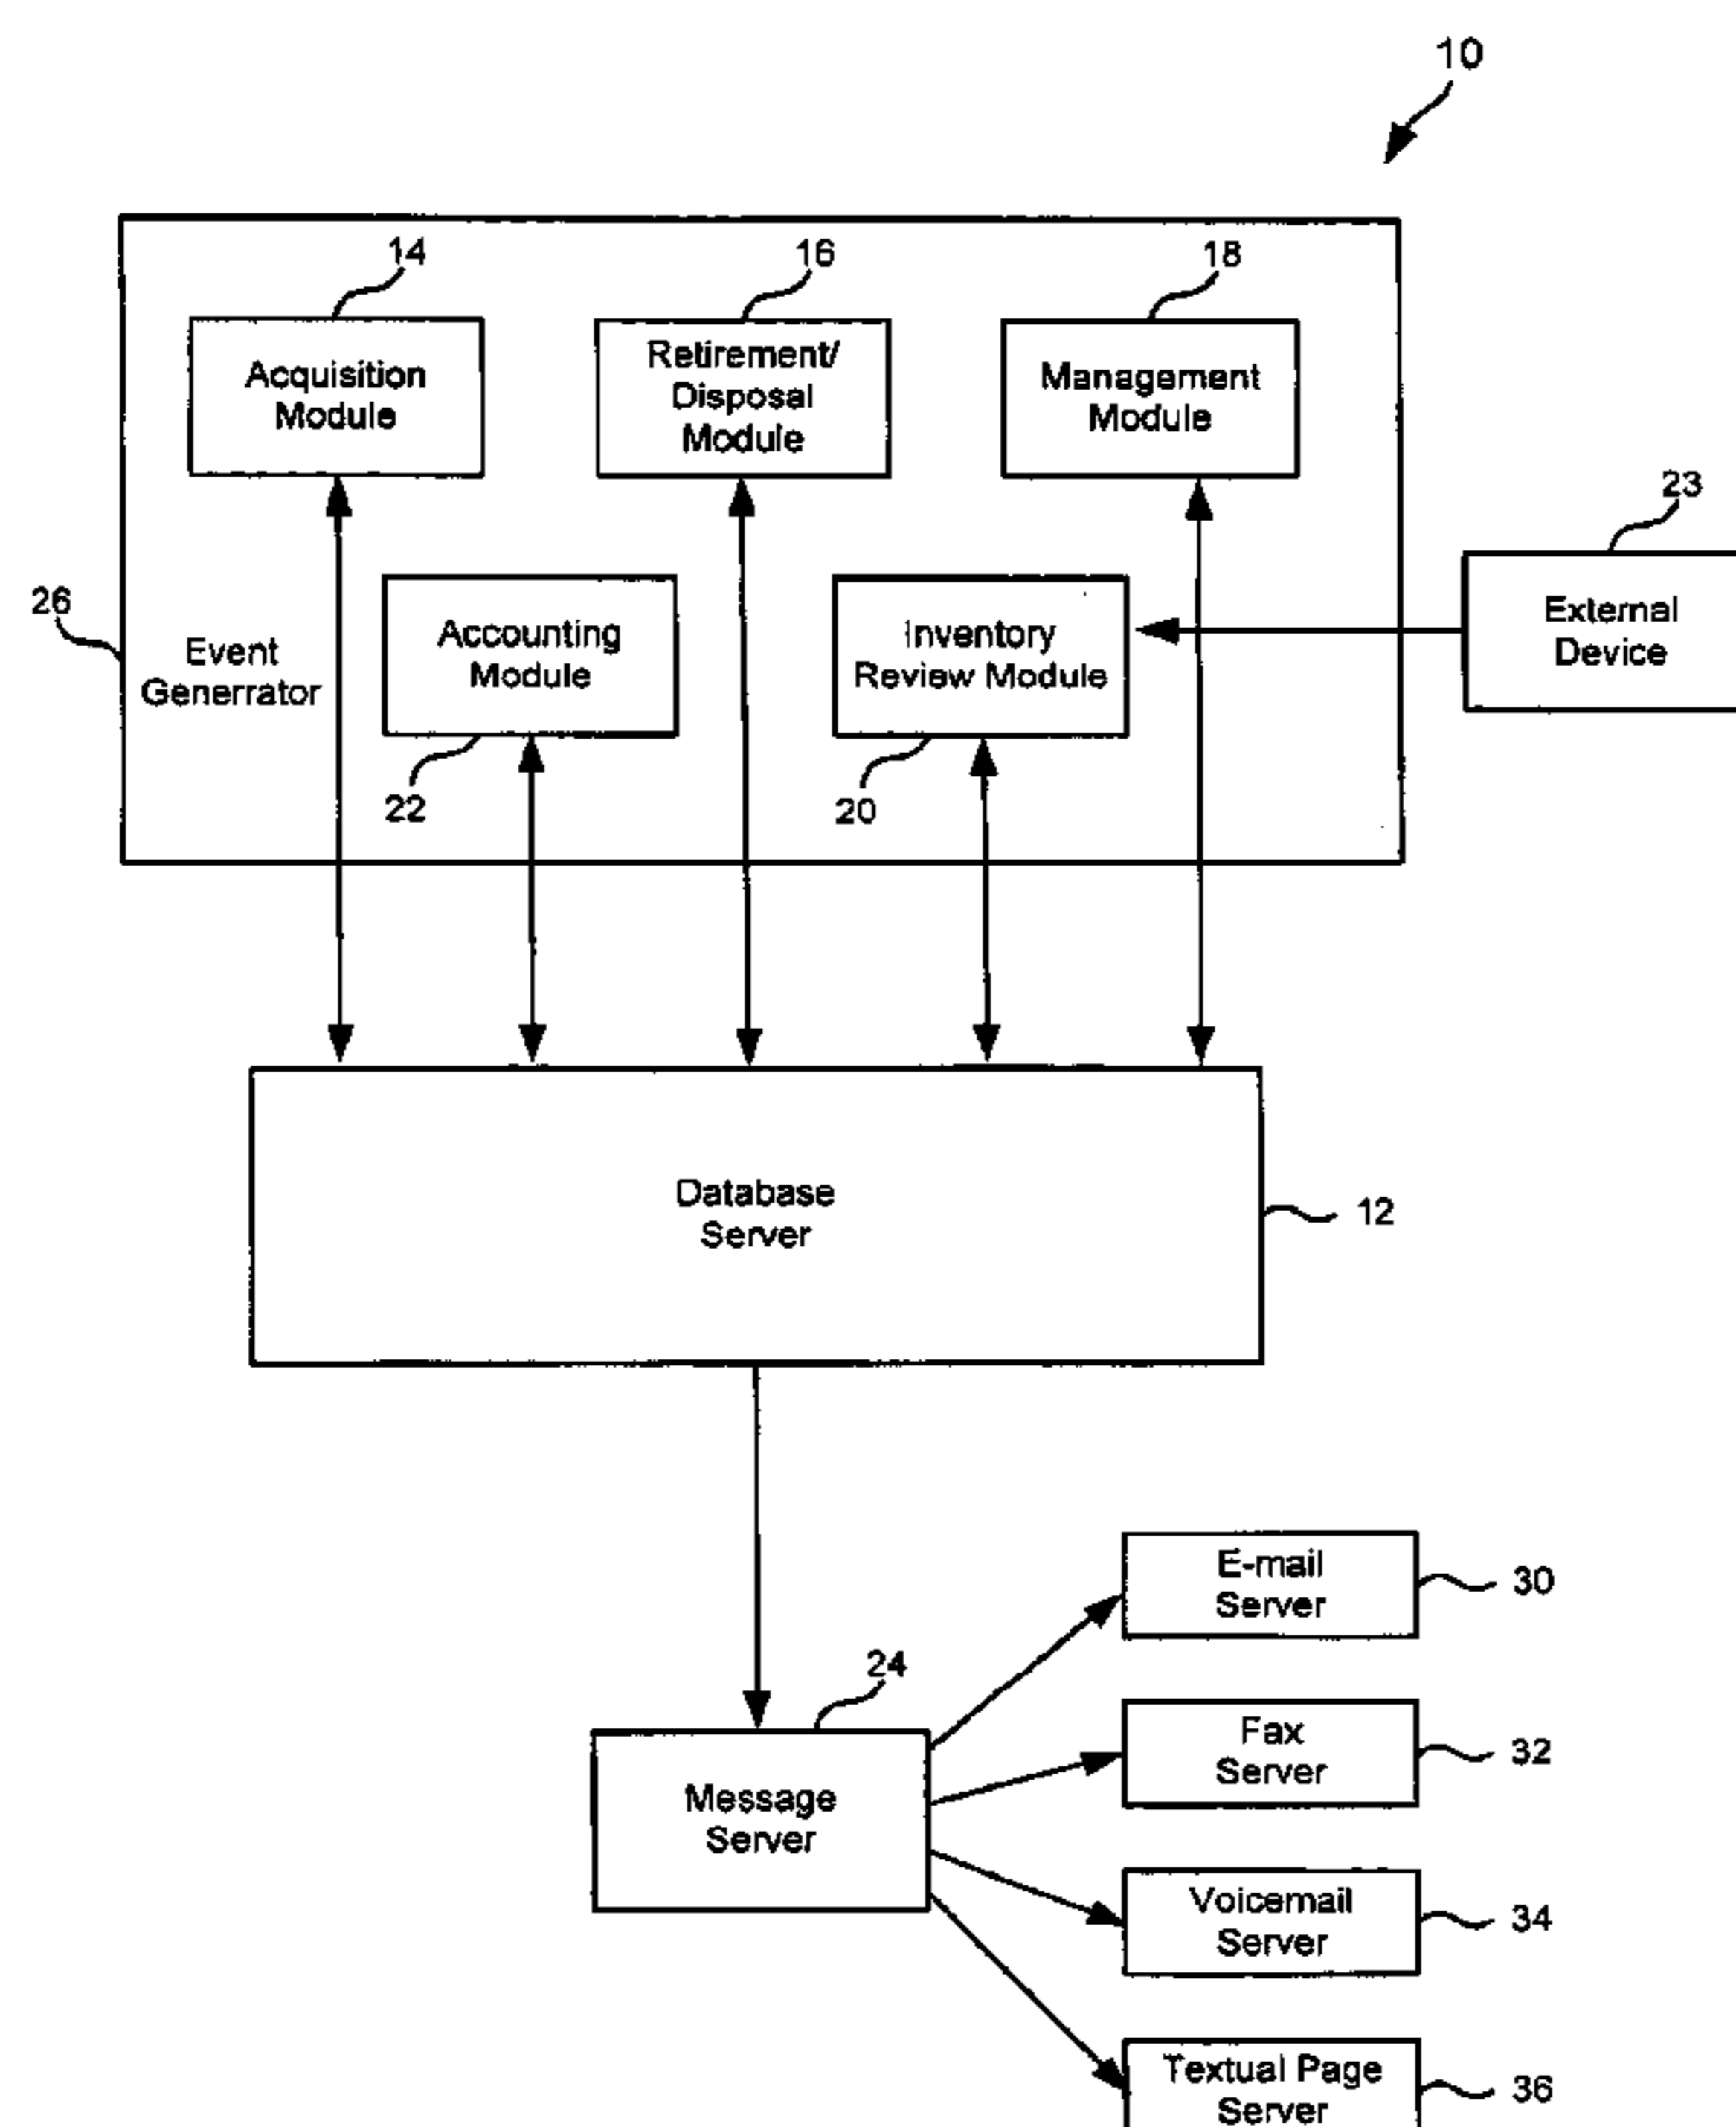 10
14
16
18
Acquisition
Module
Retirement/
Disposal
Module
Management
Module
23
26
Event
Generrator
Accounting
Module
Inventory
Review Module
External
Device
22
20
Database
Server
12
E-mail
Server
30
24
Message
Server
Fax
Server
32
Voicemail
Server
34
Textual Page
Server
36